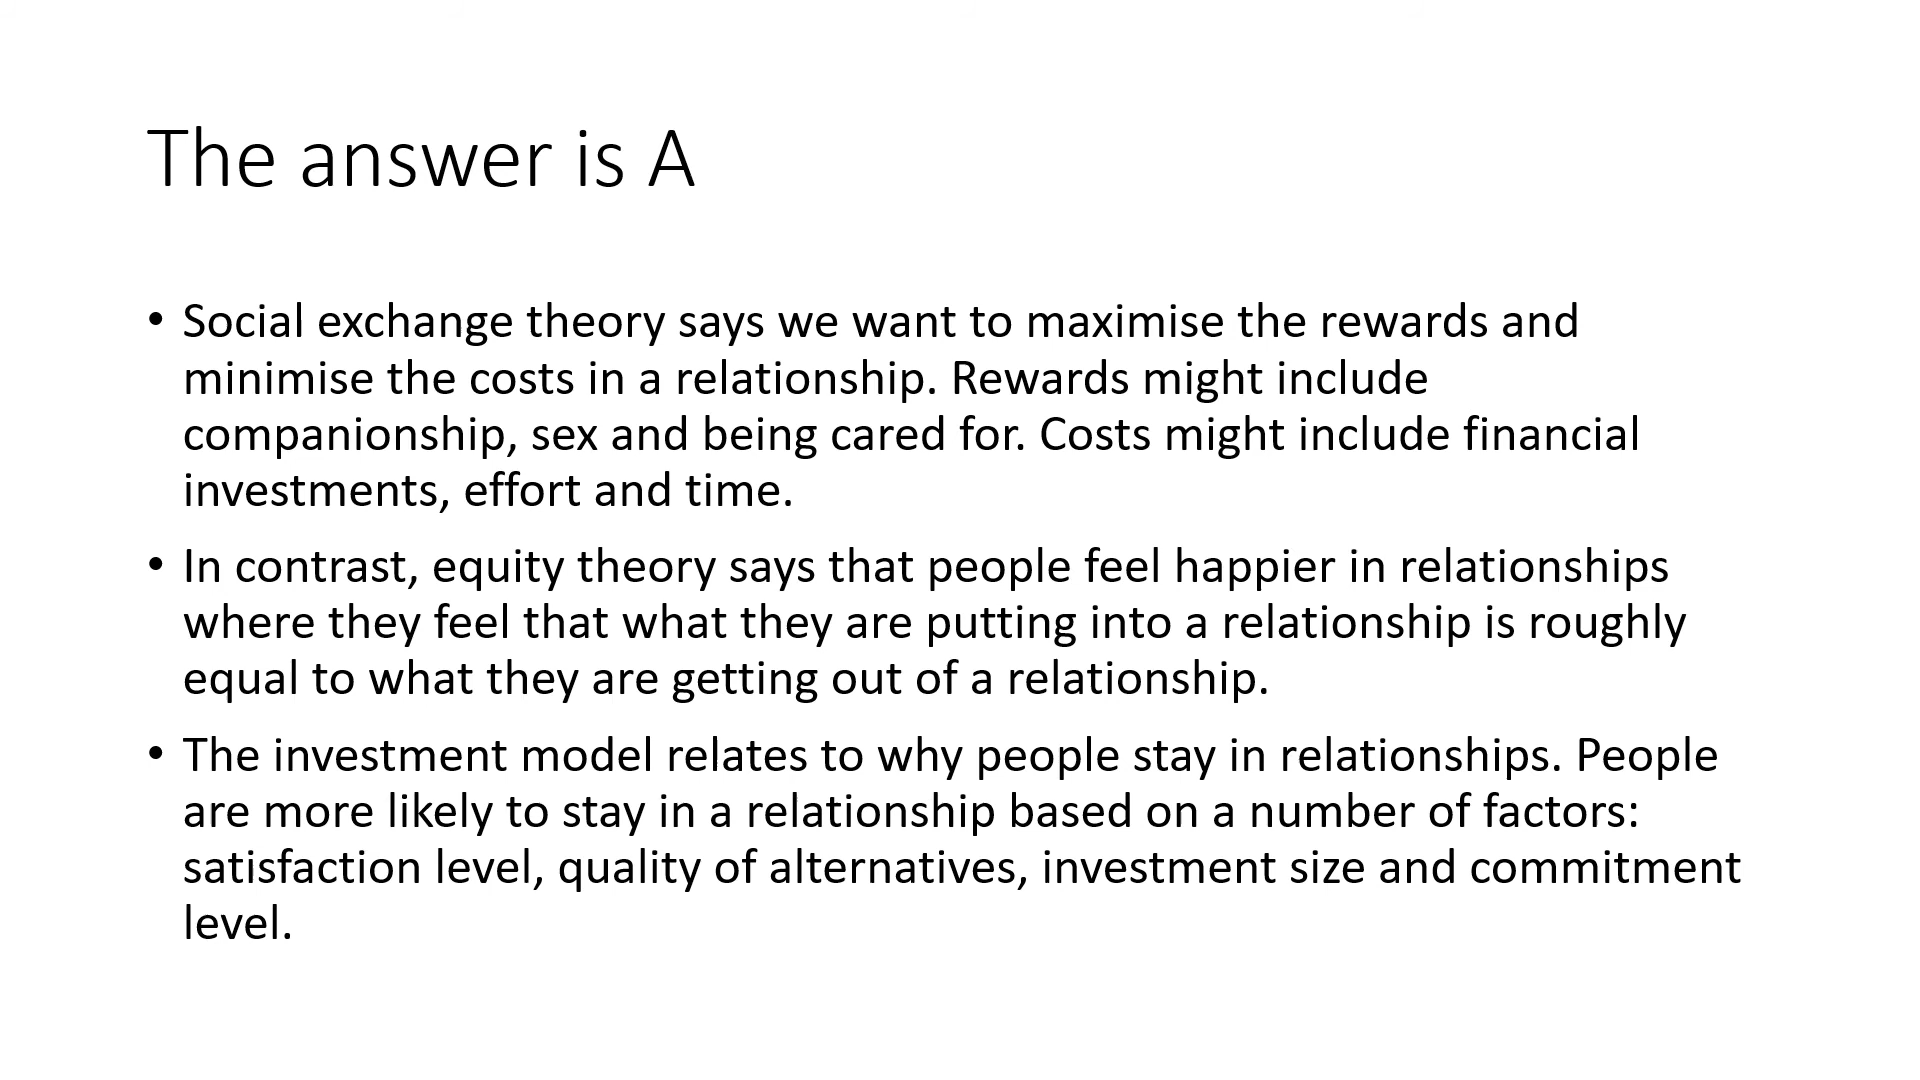 The answer is A
• Social exchange theory says we want to maximise the rewards and
minimise the costs in a relationship. Rewards might include
companionship, sex and being cared for. Costs might include financial
investments, effort and time.
• In contrast, equity theory says that people feel happier in relationships
where they feel that what they are putting into a relationship is roughly
equal to what they are getting out of a relationship.
• The investment model relates to why people stay in relationships. People
are more likely to stay in a relationship based on a number of factors:
satisfaction level, quality of alternatives, investment size and commitment
level.